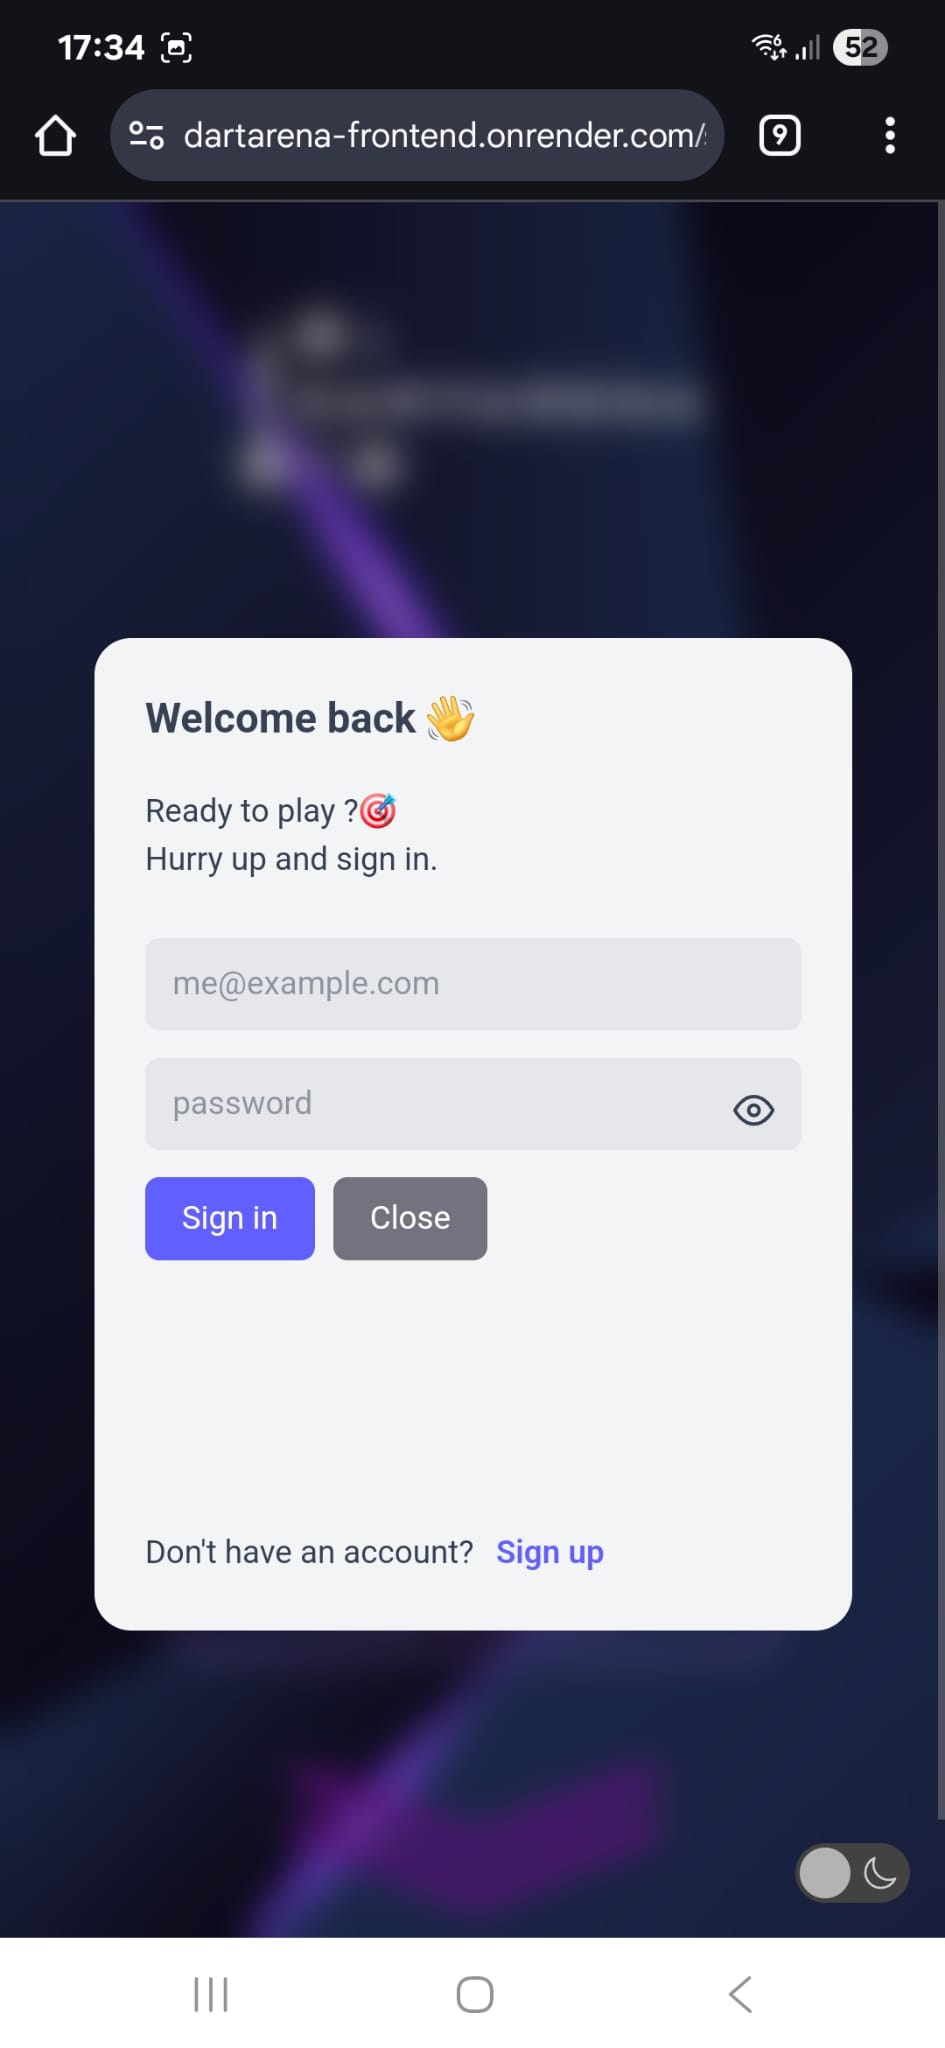 17:34
52
dartarena-frontend.onrender.com/
9
Welcome back 👋
Ready to play ?🎯
Hurry up and sign in.
me@example.com
password
Sign in
Close
Don't have an account? Sign up